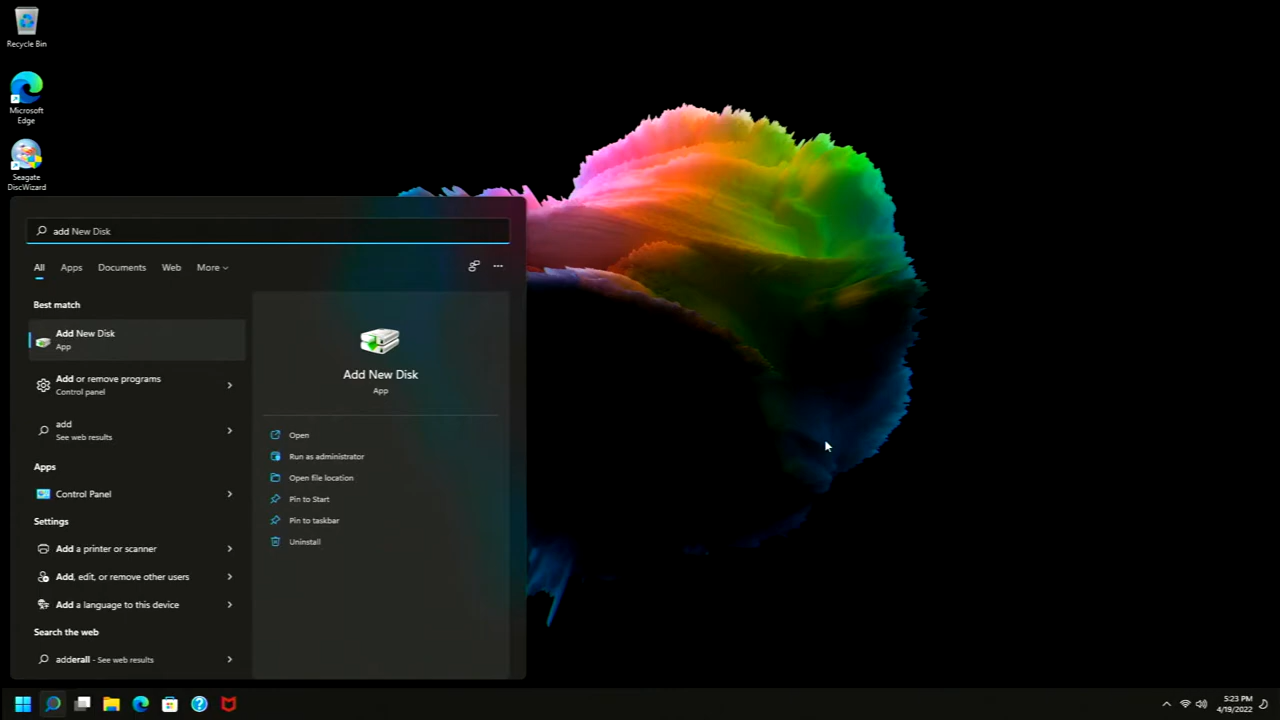 Recycle Bin
Microsoft
Edge
Seagate
DiscWizard
add New Disk
All
Apps
Documents
Web
More
Best match
Add New Disk
App
Add or remove programs
Control panel
add
See web results
Apps
Control Panel
Settings
Add a printer or scanner
Add, edit, or remove other users
Add a language to this device
Search the web
adderall - See web results
Add New Disk
App
Open
Run as administrator
Open file location
Pin to Start
Pin to taskbar
Uninstall
5:23 PM
4/19/2022